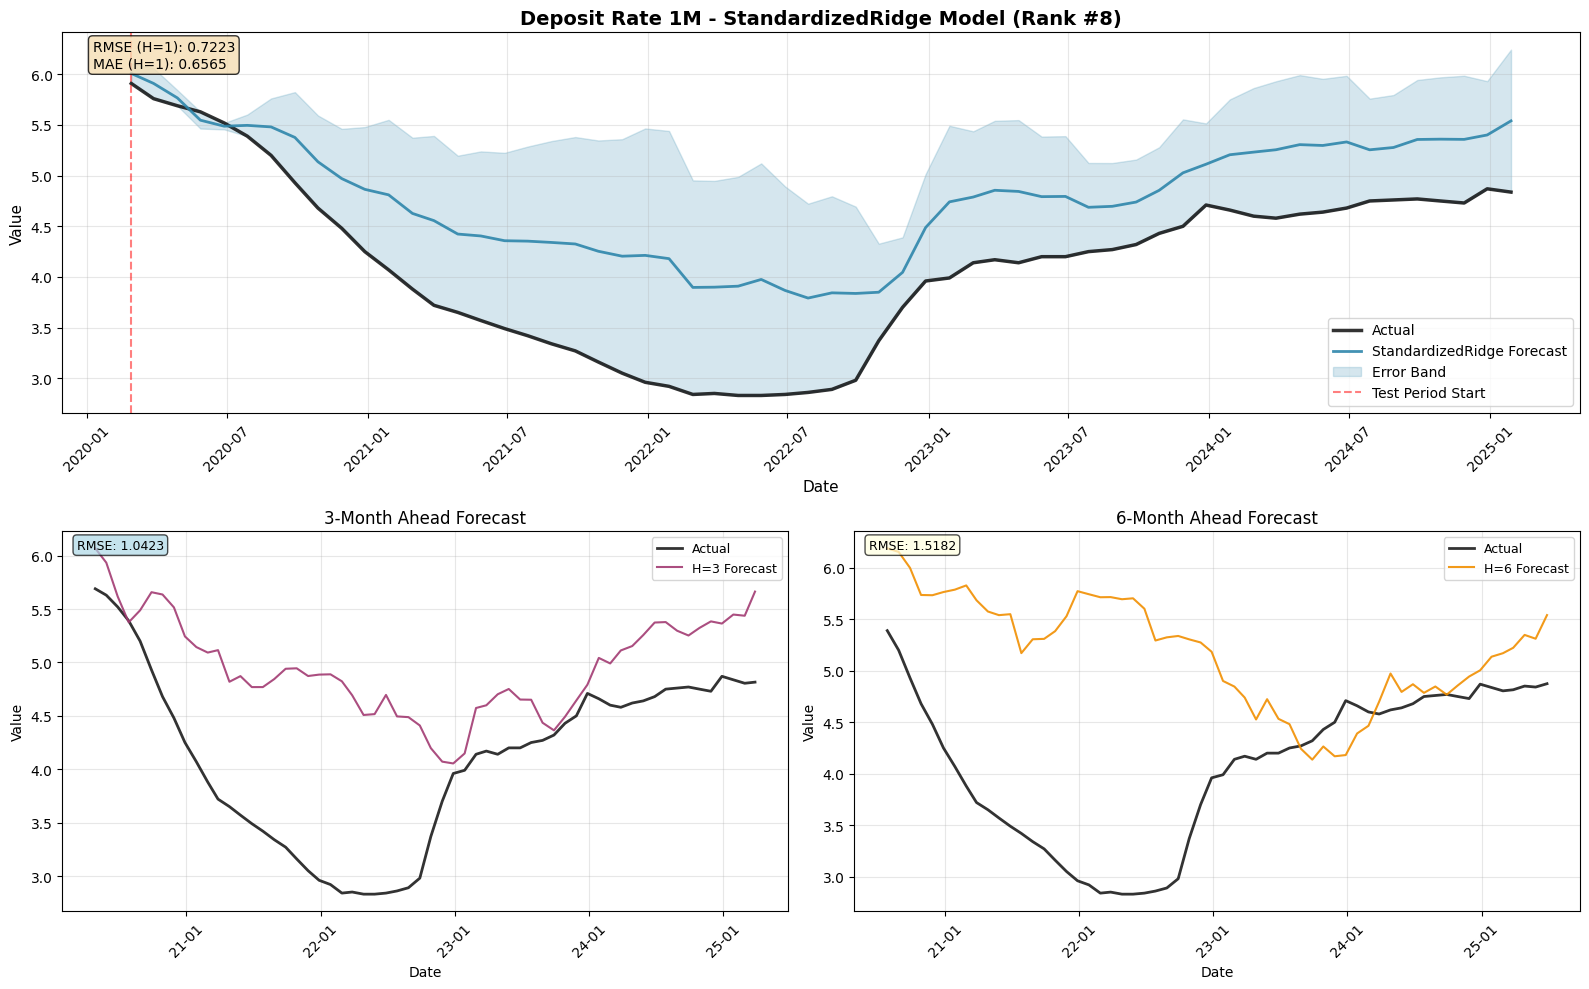 Deposit Rate 1M - StandardizedRidge Model (Rank #8)
RMSE (H=1): 0.7223
MAE (H=1): 0.6565
Value
6.0
5.5
5.0
4.5
4.0
3.5
3.0
Actual
StandardizedRidge Forecast
Error Band
Test Period Start
2020-01
2020-07
2021-01
2021-07
2022-01
2022-07
2023-01
2023-07
2024-01
2024-07
2025-01
Date
3-Month Ahead Forecast
RMSE: 1.0423
Actual
H=3 Forecast
Value
6.0
5.5
5.0
4.5
4.0
3.5
3.0
21-01
22-01
23-01
24-01
25-01
Date
6-Month Ahead Forecast
RMSE: 1.5182
Actual
H=6 Forecast
Value
6.0
5.5
5.0
4.5
4.0
3.5
3.0
21-01
22-01
23-01
24-01
25-01
Date